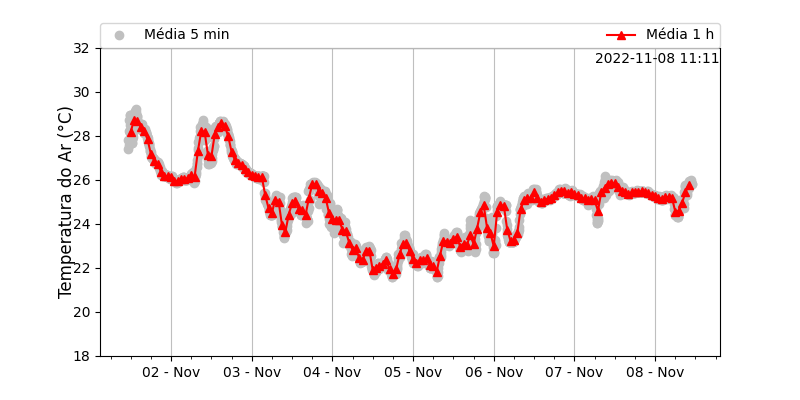 Média 5 min
Média 1 h
2022-11-08 11:11
Temperatura do Ar (°C)
32
30
28
26
24
22
20
18
02 - Nov
03 - Nov
04 - Nov
05 - Nov
06 - Nov
07 - Nov
08 - Nov